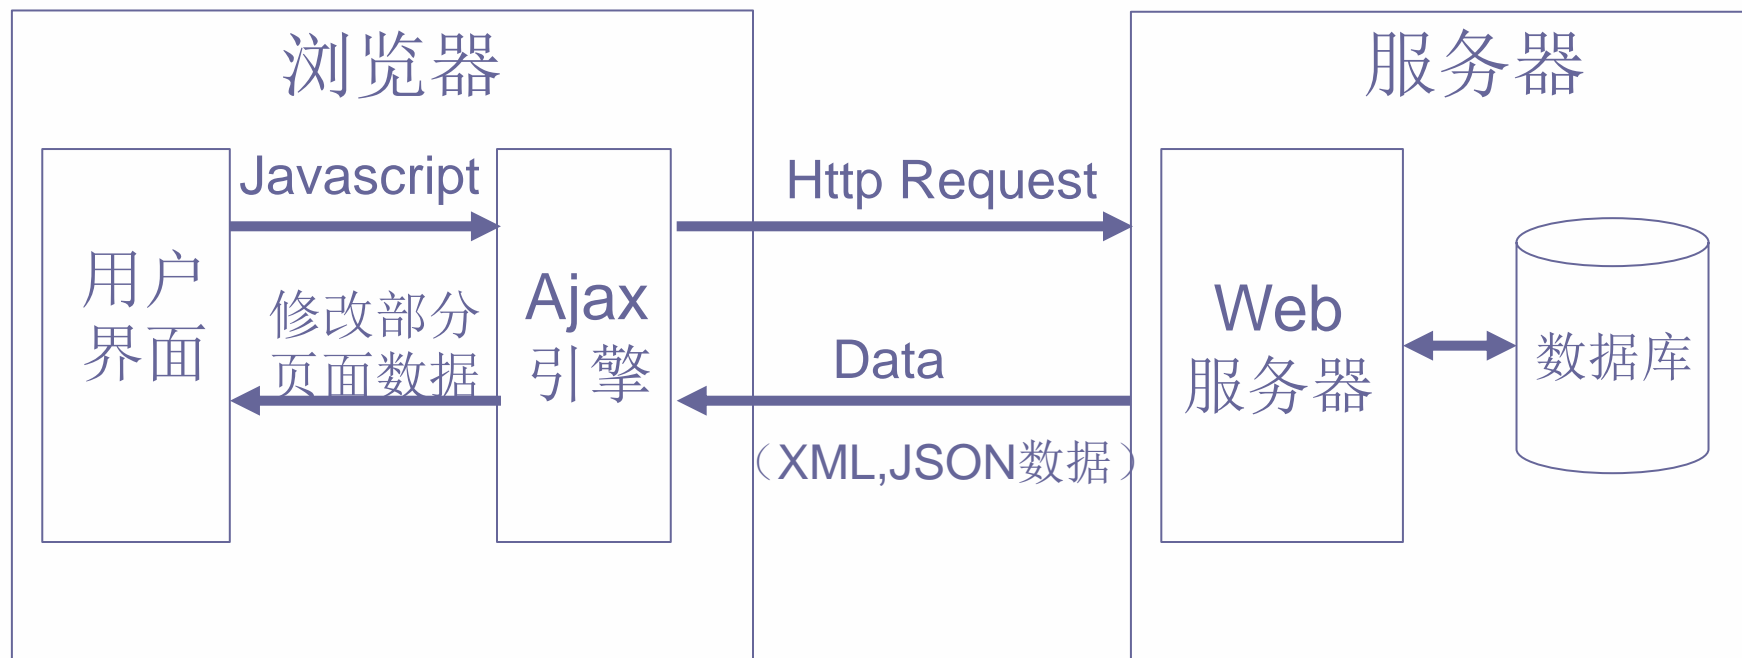 浏览器
服务器
Javascript
Http Request
用户
界面
修改部分
页面数据
Ajax
引擎
Data
（XML,JSON数据）
Web
服务器
数据库